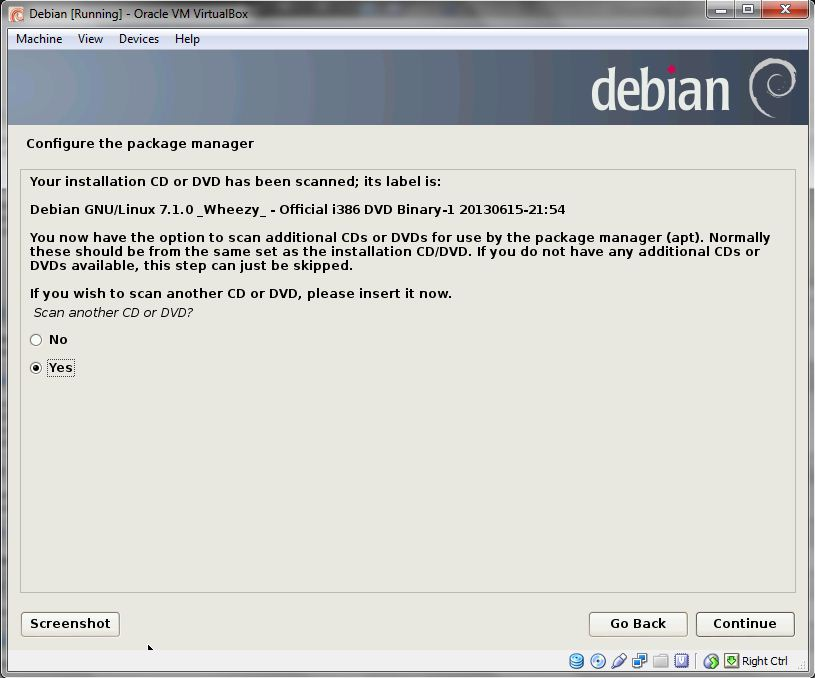 Debian [Running] - Oracle VM VirtualBox
Machine View Devices Help
debian
Configure the package manager
Your installation CD or DVD has been scanned; its label is:
Debian GNU/Linux 7.1.0 _Wheezy_ - Official i386 DVD Binary-1 20130615-21:54
You now have the option to scan additional CDs or DVDs for use by the package manager (apt). Normally
these should be from the same set as the installation CD/DVD. If you do not have any additional CDs or
DVDs available, this step can just be skipped.
If you wish to scan another CD or DVD, please insert it now.
Scan another CD or DVD?
No
Yes
Screenshot Go Back Continue
Right Ctrl